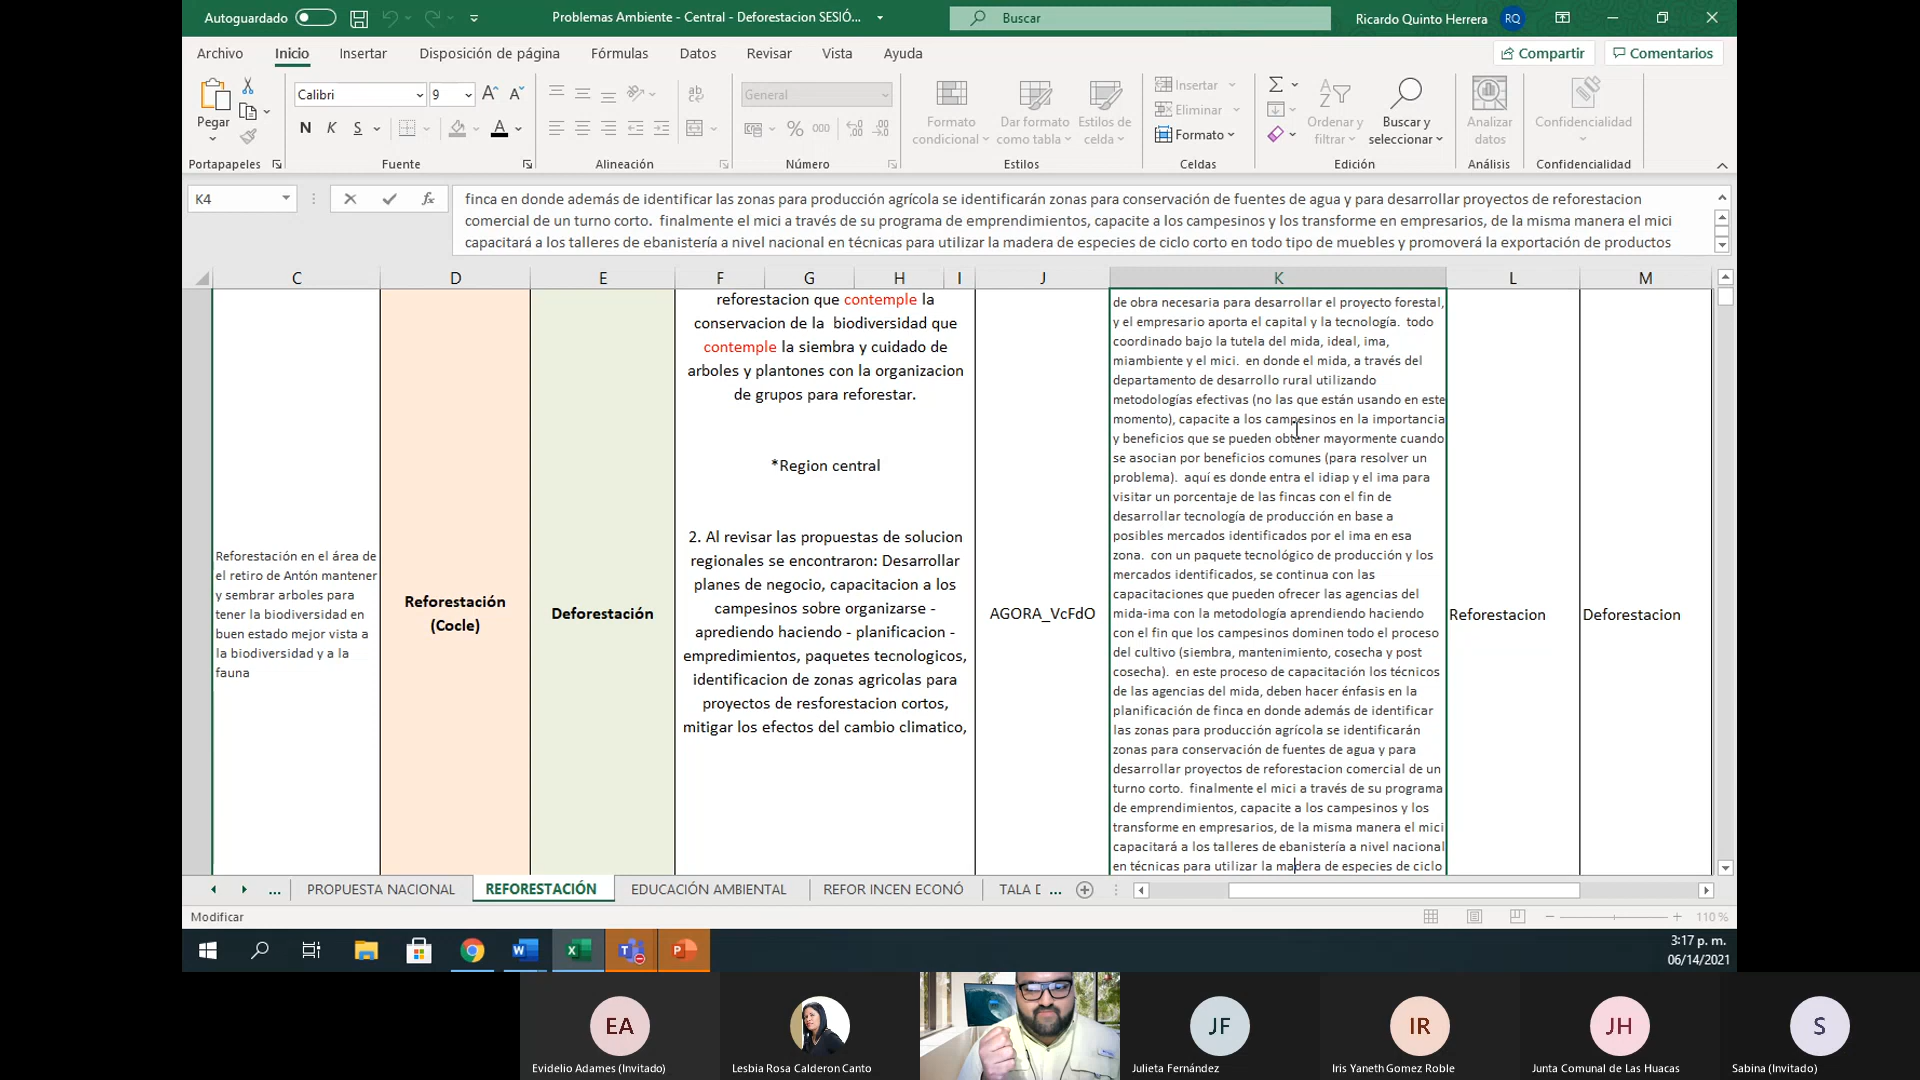 Autoguardado
Problemas Ambiente - Central - Deforestacion SESIÓ...
Buscar
Ricardo Quinto Herrera
RQ
Archivo
Inicio
Insertar
Disposición de página
Fórmulas
Datos
Revisar
Vista
Ayuda
Compartir
Comentarios
Pegar
Calibri
9
N K S
General
Formato condicional
Dar formato como tabla
Estilos de celda
Insertar
Eliminar
Formato
Ordenar y filtrar
Buscar y seleccionar
Analizar datos
Confidencialidad
Portapapeles
Fuente
Alineación
Número
Estilos
Celdas
Edición
Análisis
Confidencialidad
K4
finca en donde además de identificar las zonas para producción agrícola se identificarán zonas para conservación de fuentes de agua y para desarrollar proyectos de reforestacion
comercial de un turno corto.  finalmente el mici a través de su programa de emprendimientos, capacite a los campesinos y los transforme en empresarios, de la misma manera el mici
capacitará a los talleres de ebanistería a nivel nacional en técnicas para utilizar la madera de especies de ciclo corto en todo tipo de muebles y promoverá la exportación de productos
C D E F G H I J K L M
Reforestación en el área de
el retiro de Antón mantener
y sembrar arboles para
tener la biodiversidad en
buen estado mejor vista a
la biodiversidad y a la
fauna
Reforestación
(Cocle)
Deforestación
reforestacion que contemple la
conservacion de la  biodiversidad que
contemple la siembra y cuidado de
arboles y plantones con la organizacion
de grupos para reforestar.
*Region central
2. Al revisar las propuestas de solucion
regionales se encontraron: Desarrollar
planes de negocio, capacitacion a los
campesinos sobre organizarse -
aprediendo haciendo - planificacion -
empredimientos, paquetes tecnologicos,
identificacion de zonas agricolas para
proyectos de resforestacion cortos,
mitigar los efectos del cambio climatico,
AGORA_VcFdO
de obra necesaria para desarrollar el proyecto forestal,
y el empresario aporta el capital y la tecnología.  todo
coordinado bajo la tutela del mida, ideal, ima,
miambiente y el mici.  en donde el mida, a través del
departamento de desarrollo rural utilizando
metodologías efectivas (no las que están usando en este
momento), capacite a los campesinos en la importancia
y beneficios que se pueden obtener mayormente cuando
se asocian por beneficios comunes (para resolver un
problema).  aquí es donde entra el idiap y el ima para
visitar un porcentaje de las fincas con el fin de
desarrollar tecnología de producción en base a
posibles mercados identificados por el ima en esa
zona.  con un paquete tecnológico de producción y los
mercados identificados, se continua con las
capacitaciones que pueden ofrecer las agencias del
mida-ima con la metodología aprendiendo haciendo
con el fin que los campesinos dominen todo el proceso
del cultivo (siembra, mantenimiento, cosecha y post
cosecha).  en este proceso de capacitación los técnicos
de las agencias del mida, deben hacer énfasis en la
planificación de finca en donde además de identificar
las zonas para producción agrícola se identificarán
zonas para conservación de fuentes de agua y para
desarrollar proyectos de reforestacion comercial de un
turno corto.  finalmente el mici a través de su programa
de emprendimientos, capacite a los campesinos y los
transforme en empresarios, de la misma manera el mici
capacitará a los talleres de ebanistería a nivel nacional
en técnicas para utilizar la madera de especies de ciclo
Reforestacion
Deforestacion
...
PROPUESTA NACIONAL
REFORESTACIÓN
EDUCACIÓN AMBIENTAL
REFOR INCEN ECONÓ
TALA D ...
Modificar
110 %
3:17 p. m.
06/14/2021
EA
JF
IR
JH
S
Evidelio Adames (Invitado)
Lesbia Rosa Calderon Canto
Julieta Fernández
Iris Yaneth Gomez Roble
Junta Comunal de Las Huacas
Sabina (Invitado)